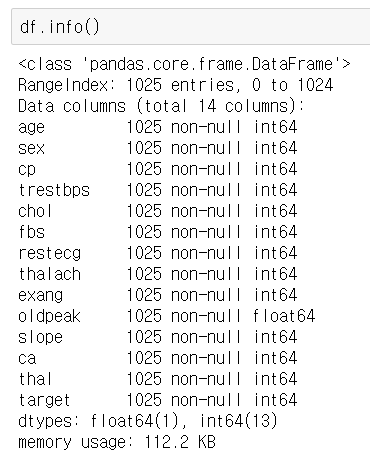 df.info()
<class 'pandas.core.frame.DataFrame'>
RangeIndex: 1025 entries, 0 to 1024
Data columns (total 14 columns):
age 1025 non-null int64
sex 1025 non-null int64
cp 1025 non-null int64
trestbps 1025 non-null int64
chol 1025 non-null int64
fbs 1025 non-null int64
restecg 1025 non-null int64
thalach 1025 non-null int64
exang 1025 non-null int64
oldpeak 1025 non-null float64
slope 1025 non-null int64
ca 1025 non-null int64
thal 1025 non-null int64
target 1025 non-null int64
dtypes: float64(1), int64(13)
memory usage: 112.2 KB